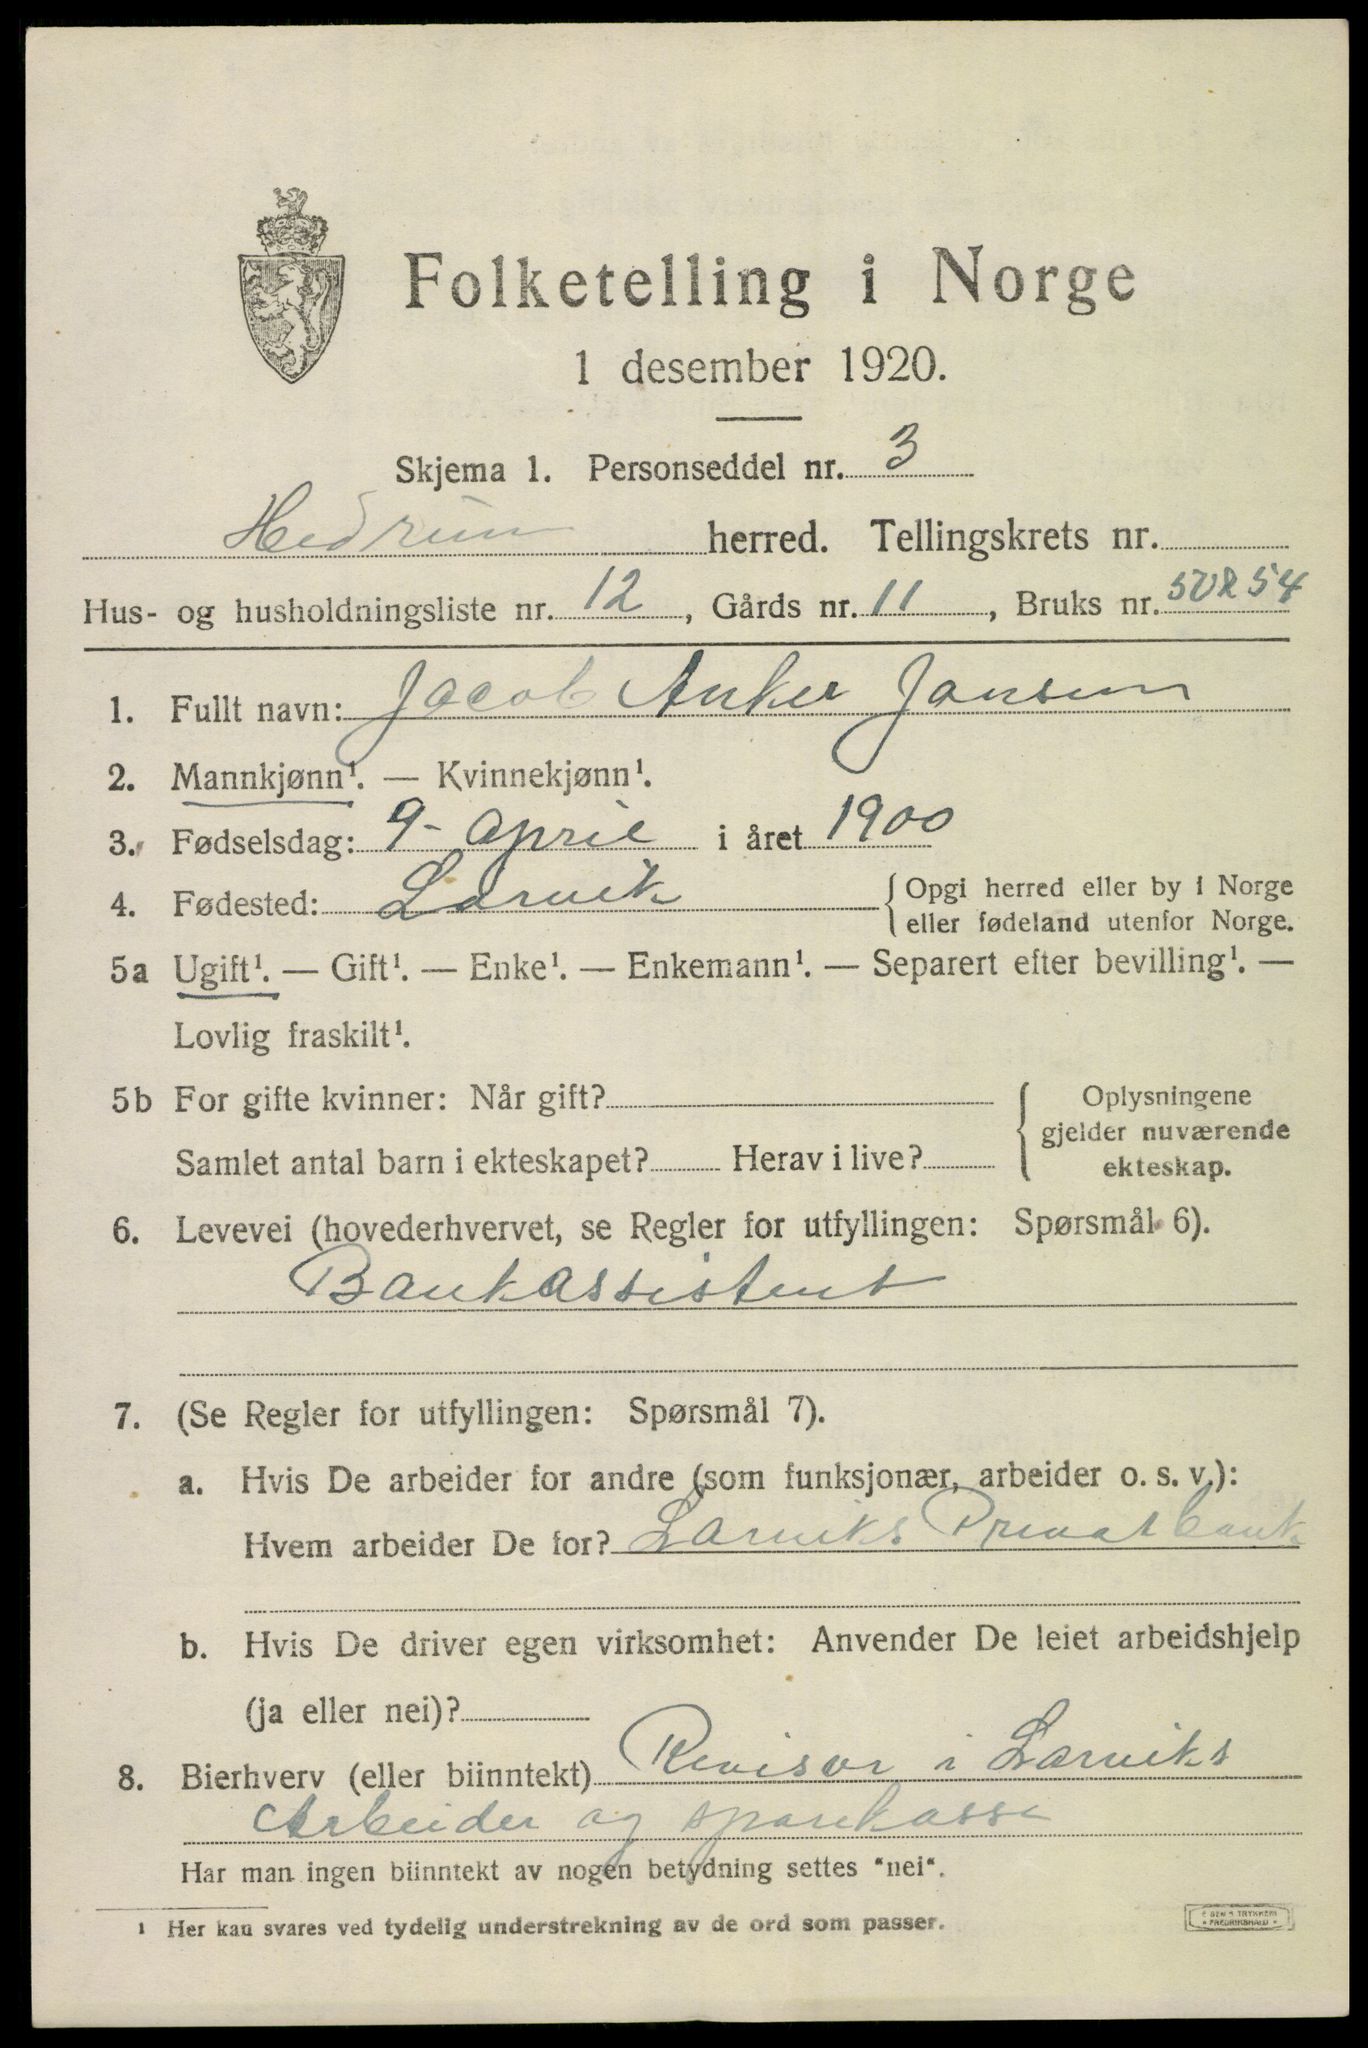 Folketelling i Norge
1 desember 1920.
Skjema 1. Personseddel nr. 3
Hedrum herred. Tellingskrets nr.
Hus- og husholdningsliste nr. 12, Gårds nr. 11, Bruks nr. 54
1. Fullt navn: Jacob Anker Jansen
2. Mannkjønn¹. — Kvinnekjønn¹.
3. Fødselsdag: 9- April i året 1900
4. Fødested: Larvik { Opgi herred eller by i Norge
eller fødeland utenfor Norge.
5a Ugift¹. — Gift¹. — Enke¹. — Enkemann¹. — Separert efter bevilling¹. —
Lovlig fraskilt¹.
5b For gifte kvinner: Når gift?
Samlet antal barn i ekteskapet? Herav i live?
{ Oplysningene
gjelder nuværende
ekteskap.
6. Levevei (hovederhvervet, se Regler for utfyllingen: Spørsmål 6).
Bankassistent
7. (Se Regler for utfyllingen: Spørsmål 7).
a. Hvis De arbeider for andre (som funksjonær, arbeider o. s. v.):
Hvem arbeider De for? Larviks Privatbank
b. Hvis De driver egen virksomhet: Anvender De leiet arbeidshjelp
(ja eller nei)?
8. Bierhverv (eller biinntekt) Revisor i Larviks
Arbeider og sparekasse
Har man ingen biinntekt av nogen betydning settes "nei".
¹ Her kan svares ved tydelig understrekning av de ord som passer.
FREDRIKSHALD